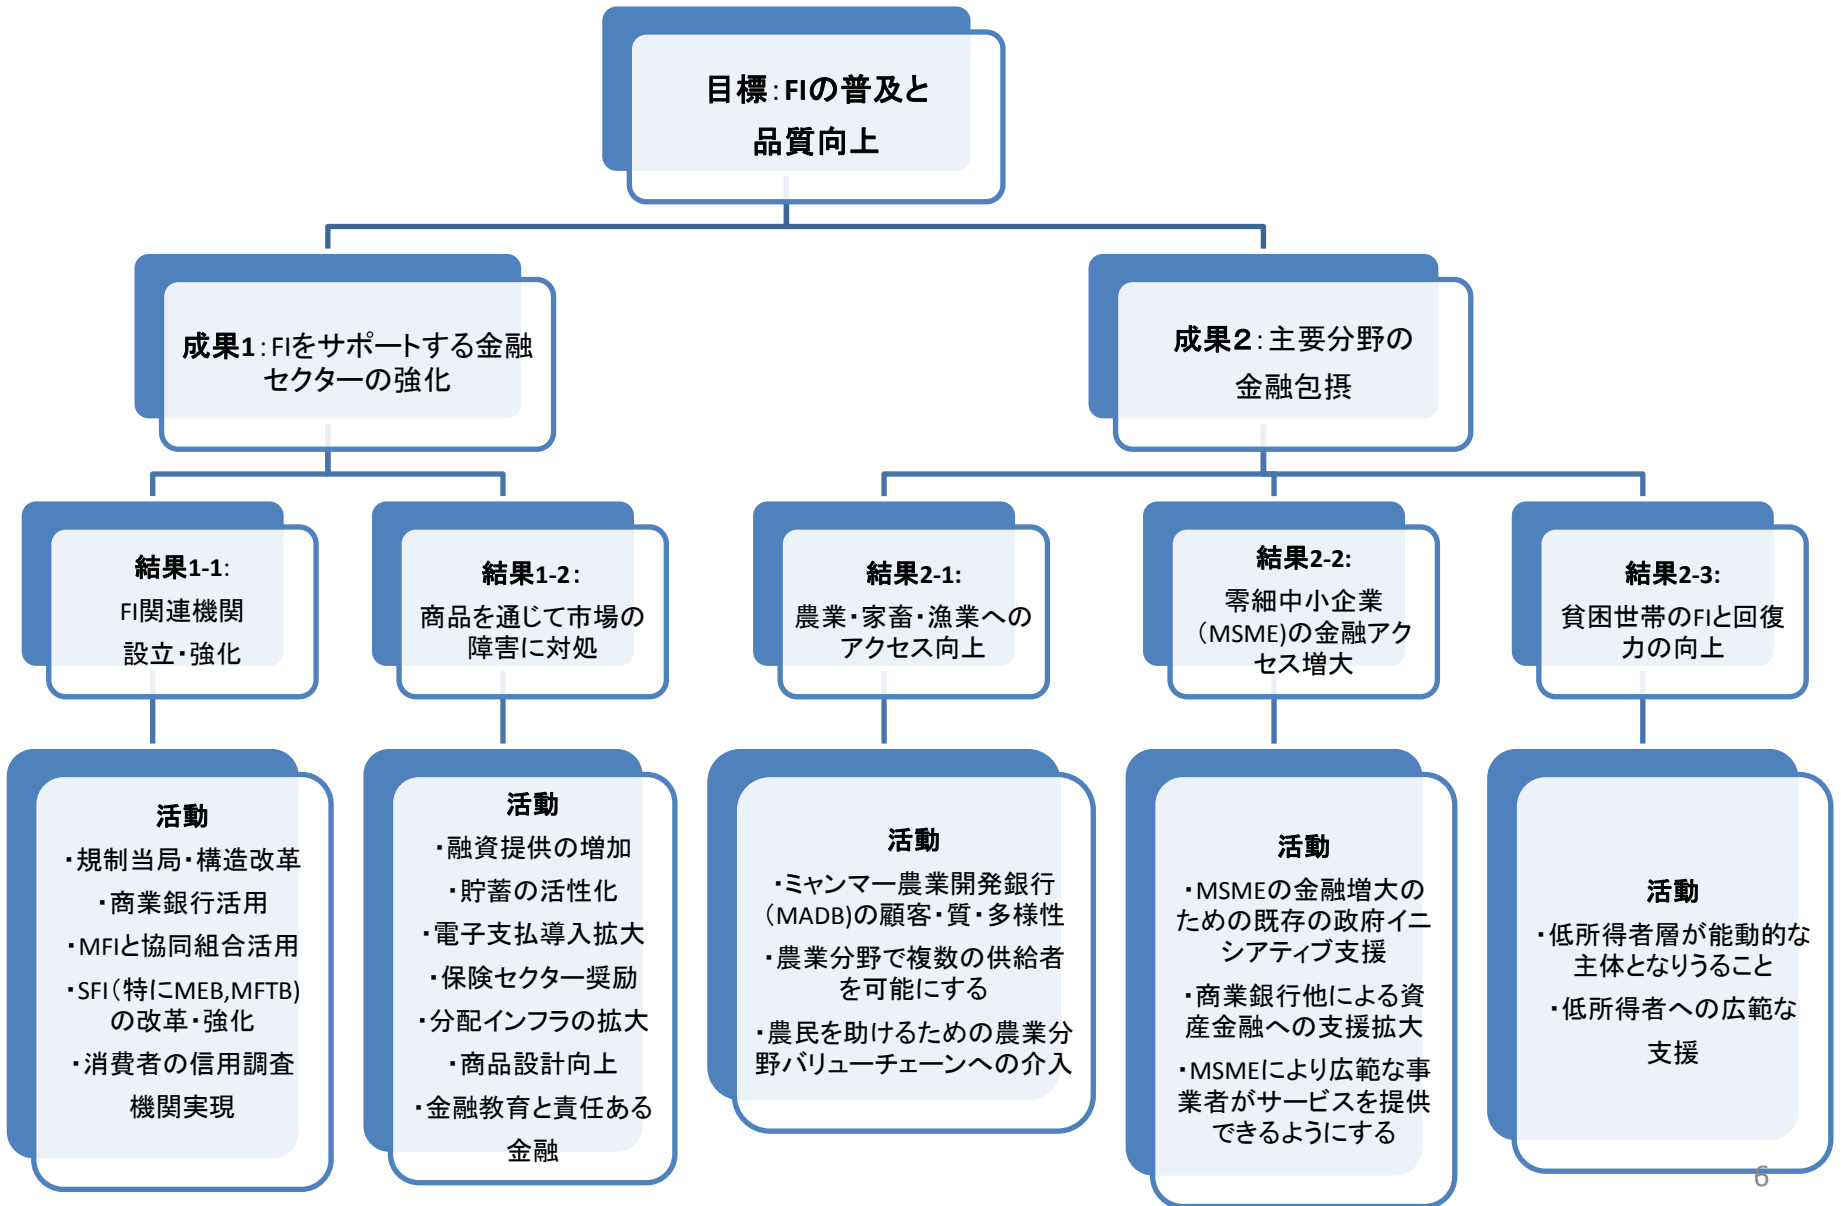 目標：FIの普及と
品質向上
成果1：FIをサポートする金融
セクターの強化
成果２：主要分野の
金融包摂
結果1-1:
FI関連機関
設立・強化
結果1-2：
商品を通じて市場の
障害に対処
結果2-1:
農業・家畜・漁業への
アクセス向上
結果2-2:
零細中小企業
（MSME)の金融アク
セス増大
結果2-3:
貧困世帯のFIと回復
力の向上
活動
・規制当局・構造改革
・商業銀行活用
・MFIと協同組合活用
・SFI（特にMEB,MFTB)
の改革・強化
・消費者の信用調査
機関実現
活動
・融資提供の増加
・貯蓄の活性化
・電子支払導入拡大
・保険セクター奨励
・分配インフラの拡大
・商品設計向上
・金融教育と責任ある
金融
活動
・ミャンマー農業開発銀行
（MADB)の顧客・質・多様性
・農業分野で複数の供給者
を可能にする
・農民を助けるための農業分
野バリューチェーンへの介入
活動
・MSMEの金融増大の
ための既存の政府イニ
シアティブ支援
・商業銀行他による資
産金融への支援拡大
・MSMEにより広範な事
業者がサービスを提供
できるようにする
活動
・低所得者層が能動的な
主体となりうること
・低所得者への広範な
支援
6